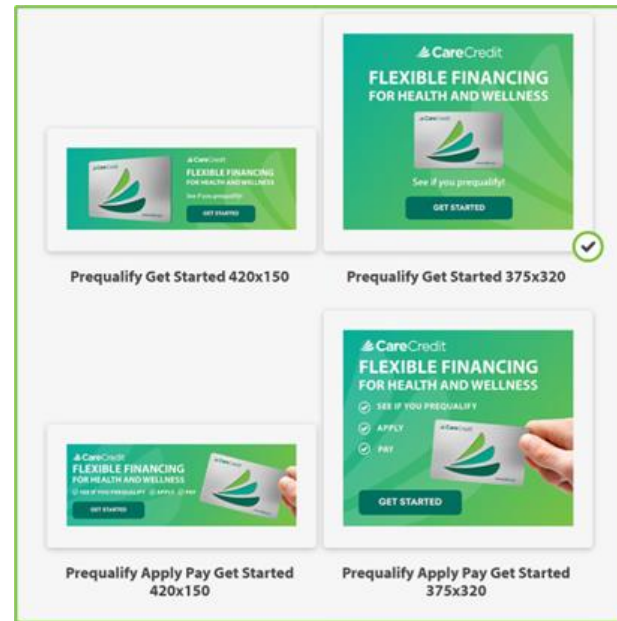 CareCredit
FLEXIBLE FINANCING
FOR HEALTH AND WELLNESS
See if you prequalify!
GET STARTED
Prequalify Get Started 420x150
CareCredit
FLEXIBLE FINANCING
FOR HEALTH AND WELLNESS
CareCredit
See if you prequalify!
GET STARTED
Prequalify Get Started 375x320
CareCredit
FLEXIBLE FINANCING
FOR HEALTH AND WELLNESS
SEE IF YOU PREQUALIFY APPLY PAY
GET STARTED
Prequalify Apply Pay Get Started
420x150
CareCredit
FLEXIBLE FINANCING
FOR HEALTH AND WELLNESS
SEE IF YOU PREQUALIFY
APPLY
PAY
CareCredit
GET STARTED
Prequalify Apply Pay Get Started
375x320